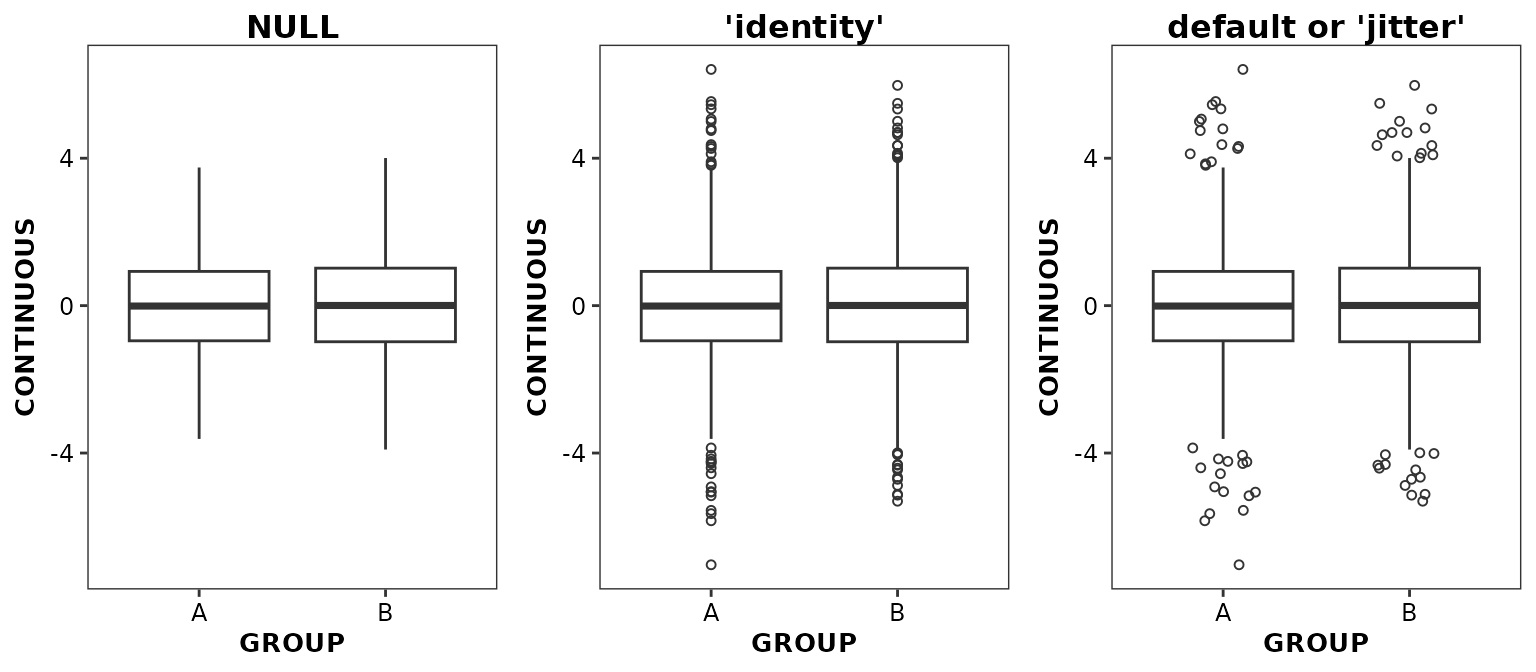 NULL
CONTINUOUS
4
0
-4
A B
GROUP
'identity'
CONTINUOUS
4
0
-4
A B
GROUP
default or 'jitter'
CONTINUOUS
4
0
-4
A B
GROUP